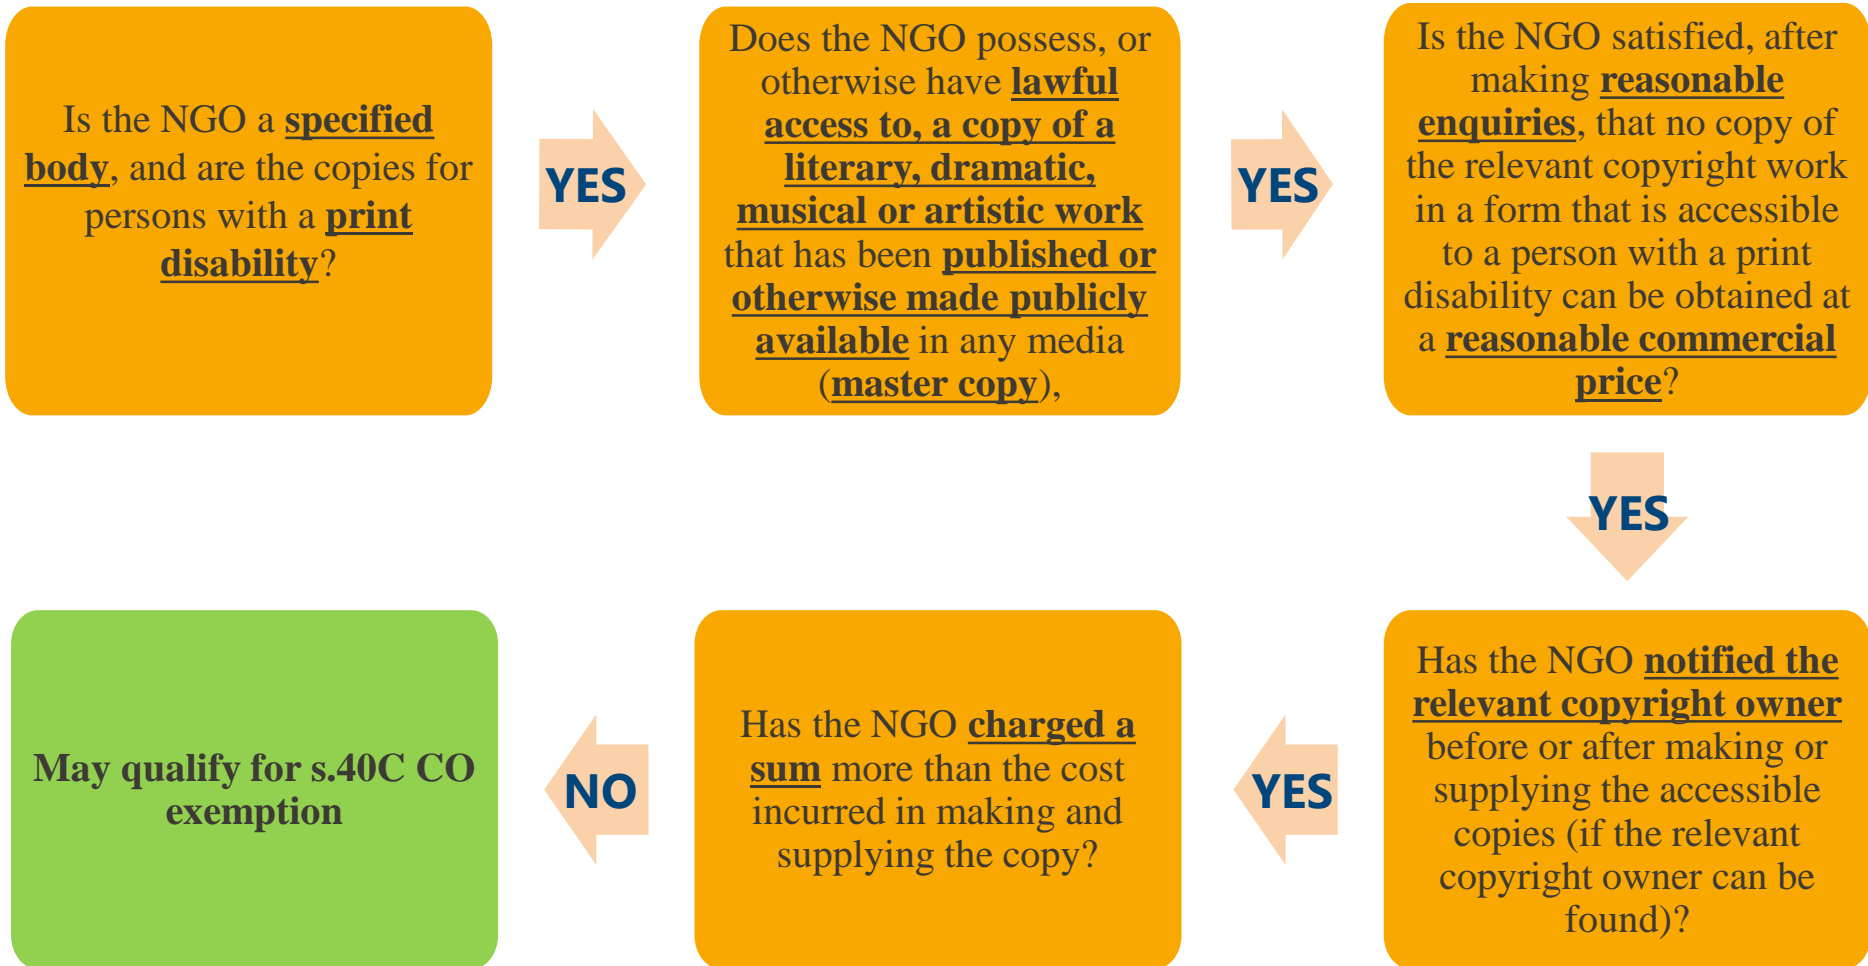 Is the NGO a specified
body, and are the copies for
persons with a print
disability?
YES
Does the NGO possess, or
otherwise have lawful
access to, a copy of a
literary, dramatic,
musical or artistic work
that has been published or
otherwise made publicly
available in any media
(master copy),
YES
Is the NGO satisfied, after
making reasonable
enquiries, that no copy of
the relevant copyright work
in a form that is accessible
to a person with a print
disability can be obtained at
a reasonable commercial
price?
YES
Has the NGO notified the
relevant copyright owner
before or after making or
supplying the accessible
copies (if the relevant
copyright owner can be
found)?
YES
Has the NGO charged a
sum more than the cost
incurred in making and
supplying the copy?
NO
May qualify for s.40C CO
exemption